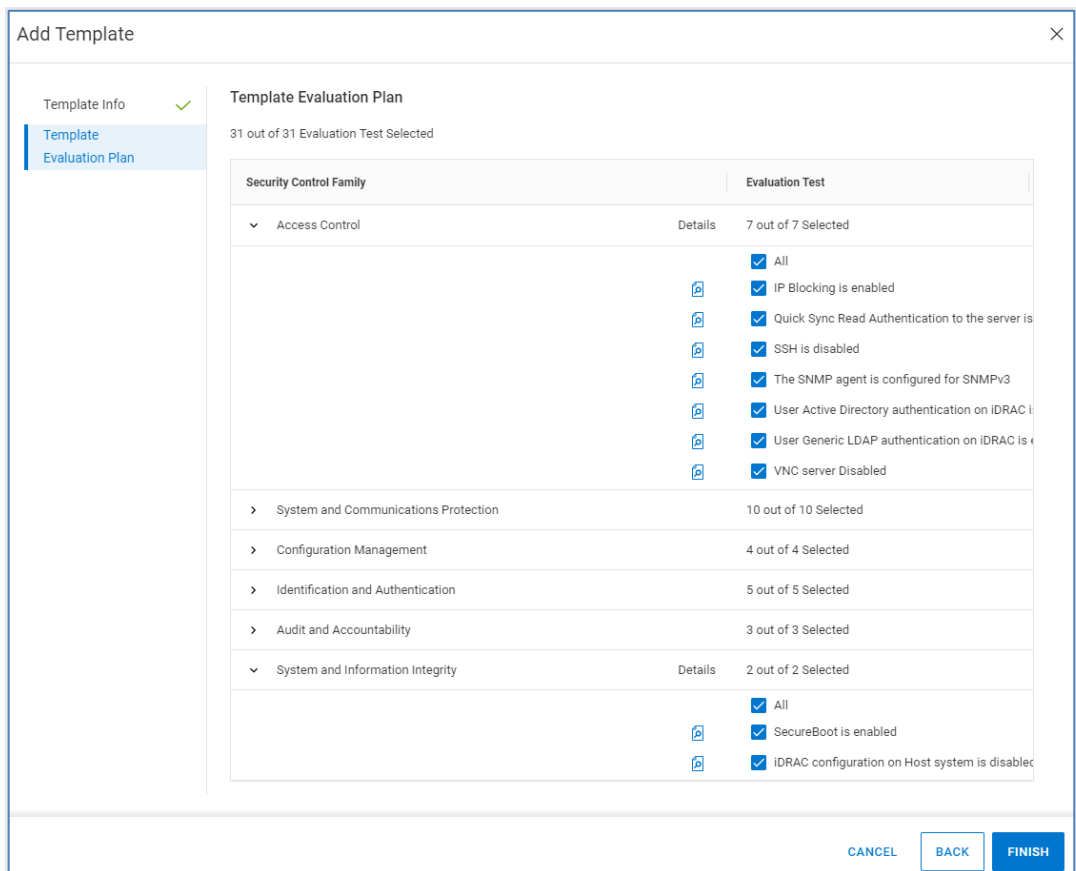 Add Template
Template Info
Template
Evaluation Plan
Template Evaluation Plan
31 out of 31 Evaluation Test Selected
Security Control Family Evaluation Test
Access Control Details 7 out of 7 Selected
All
IP Blocking is enabled
Quick Sync Read Authentication to the server is
SSH is disabled
The SNMP agent is configured for SNMPv3
User Active Directory authentication on iDRAC
User Generic LDAP authentication on iDRAC is
VNC server Disabled
System and Communications Protection 10 out of 10 Selected
Configuration Management 4 out of 4 Selected
Identification and Authentication 5 out of 5 Selected
Audit and Accountability 3 out of 3 Selected
System and Information Integrity Details 2 out of 2 Selected
All
SecureBoot is enabled
iDRAC configuration on Host system is disabled
CANCEL BACK FINISH